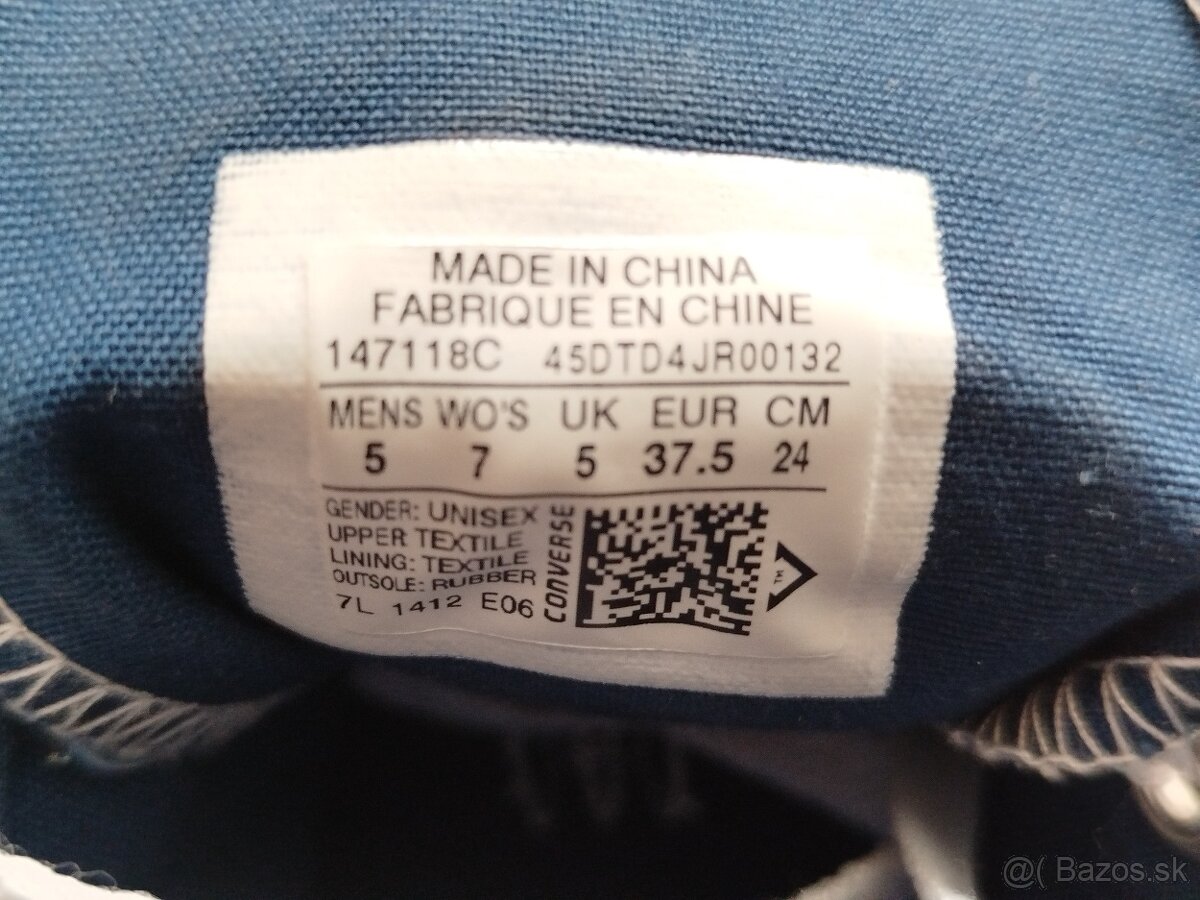 MADE IN CHINA
FABRIQUE EN CHINE
147118C 45DTD4JR00132
MENS WO'S UK EUR CM
5 7 5 37.5 24
GENDER: UNISEX
UPPER TEXTILE
LINING: TEXTILE
OUTSOLE: RUBBER
7L 1412 E06
CONVERSE
@( Bazos.sk